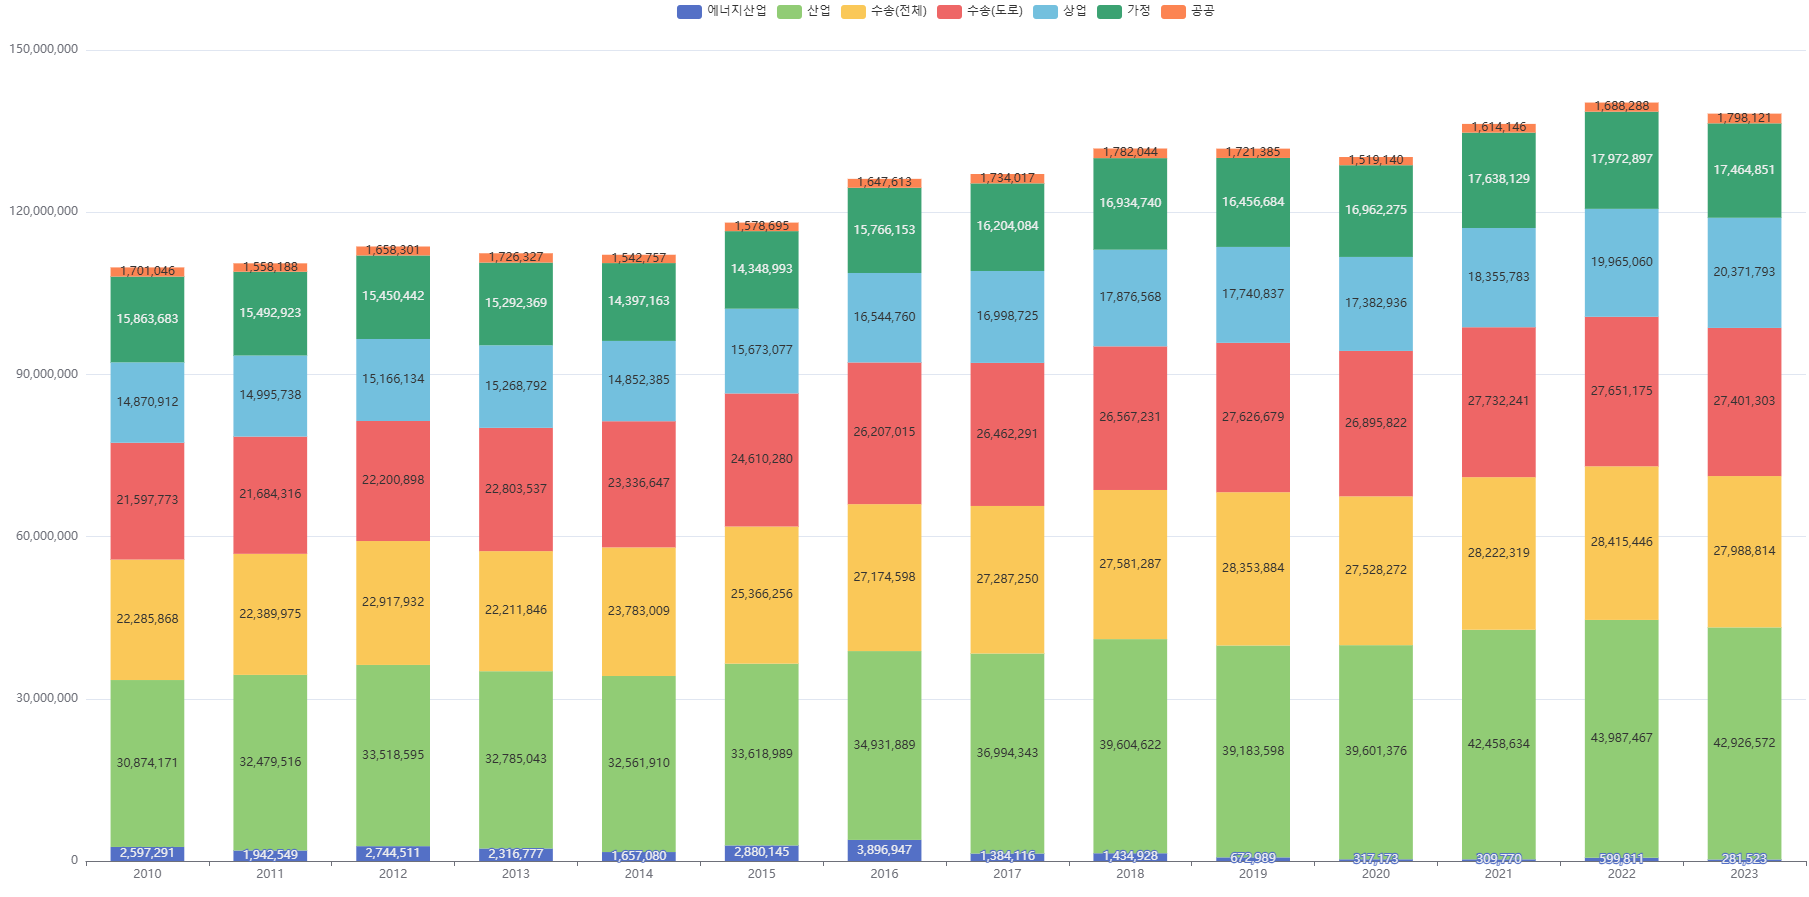 에너지산업 산업 수송(전체) 수송(도로) 상업 가정 공공
150,000,000
120,000,000
90,000,000
60,000,000
30,000,000
0
1,701,046 1,558,188 1,658,301 1,726,327 1,542,757 1,578,695 1,647,613 1,734,017 1,782,044 1,721,385 1,519,140 1,614,146 1,688,288 1,798,121
15,863,683 15,492,923 15,450,442 15,292,369 14,397,163 14,348,993 15,766,153 16,204,084 16,934,740 16,456,684 16,962,275 17,638,129 17,972,897 17,464,851
14,870,912 14,995,738 15,166,134 15,268,792 14,852,385 15,673,077 16,544,760 16,998,725 17,876,568 17,740,837 17,382,936 18,355,783 19,965,060 20,371,793
21,597,773 21,684,316 22,200,898 22,803,537 23,336,647 24,610,280 26,207,015 26,462,291 26,567,231 27,626,679 26,895,822 27,732,241 27,651,175 27,401,303
22,285,868 22,389,975 22,917,932 22,211,846 23,783,009 25,366,256 27,174,598 27,287,250 27,581,287 28,353,884 27,528,272 28,222,319 28,415,446 27,988,814
30,874,171 32,479,516 33,518,595 32,785,043 32,561,910 33,618,989 34,931,889 36,994,343 39,604,622 39,183,598 39,601,376 42,458,634 43,987,467 42,926,572
2,597,291 1,942,549 2,744,511 2,316,777 1,657,080 2,880,145 3,896,947 1,384,116 1,434,928 672,989 317,173 309,770 599,811 281,523
2010 2011 2012 2013 2014 2015 2016 2017 2018 2019 2020 2021 2022 2023